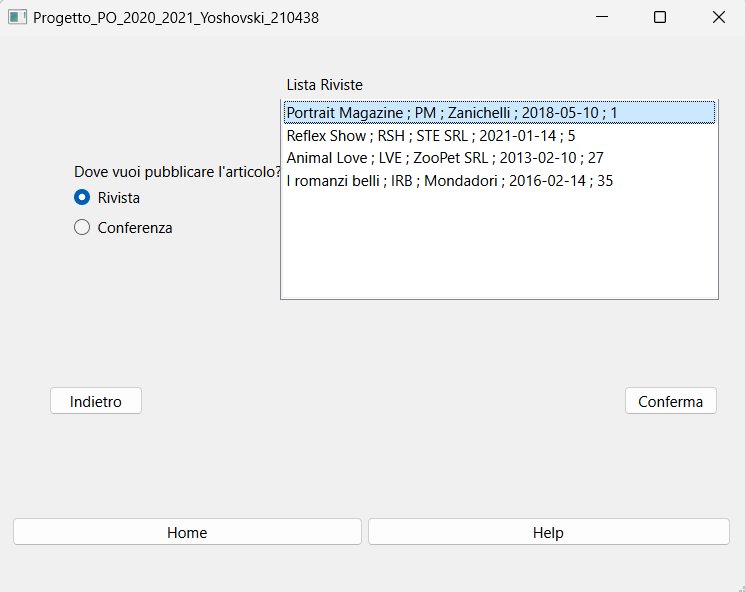 Progetto_PO_2020_2021_Yoshovski_210438
Lista Riviste
Portrait Magazine ; PM ; Zanichelli ; 2018-05-10 ; 1
Reflex Show ; RSH ; STE SRL ; 2021-01-14 ; 5
Animal Love ; LVE ; ZooPet SRL ; 2013-02-10 ; 27
I romanzi belli ; IRB ; Mondadori ; 2016-02-14 ; 35
Dove vuoi pubblicare l'articolo?
Rivista
Conferenza
Indietro
Conferma
Home
Help